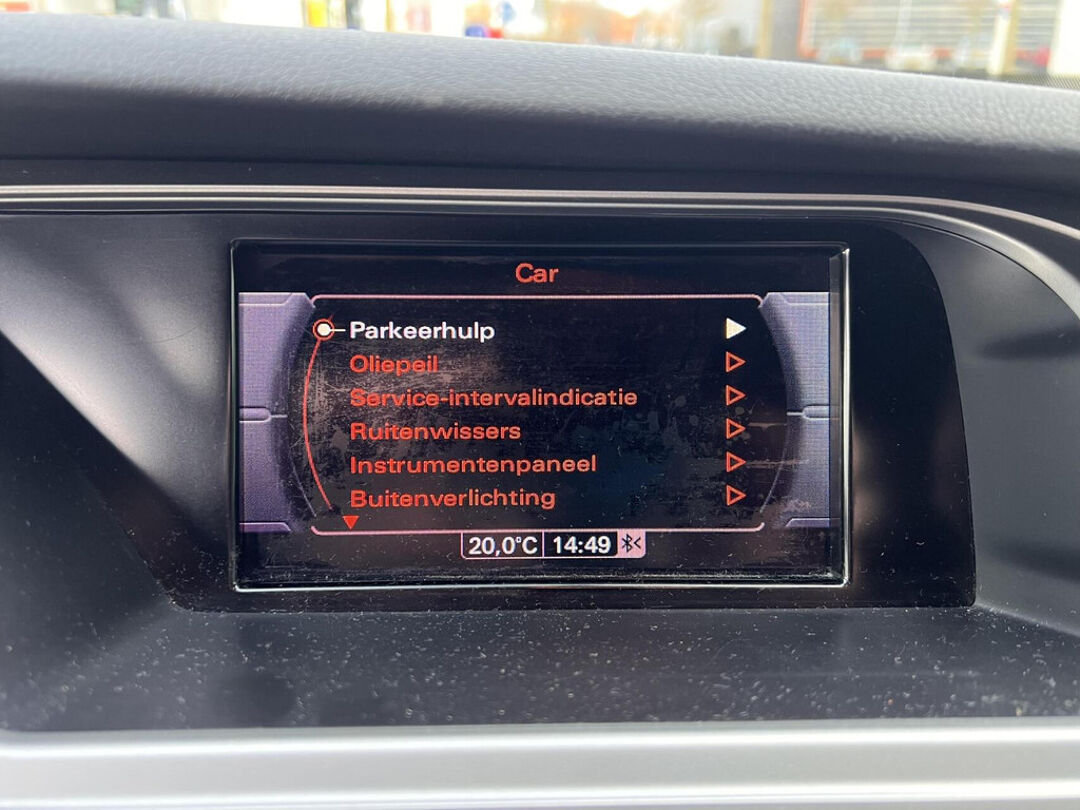 Car
Parkeerhulp
Oliepeil
Service-intervalindicatie
Ruitenwissers
Instrumentenpaneel
Buitenverlichting
20,0°C 14:49